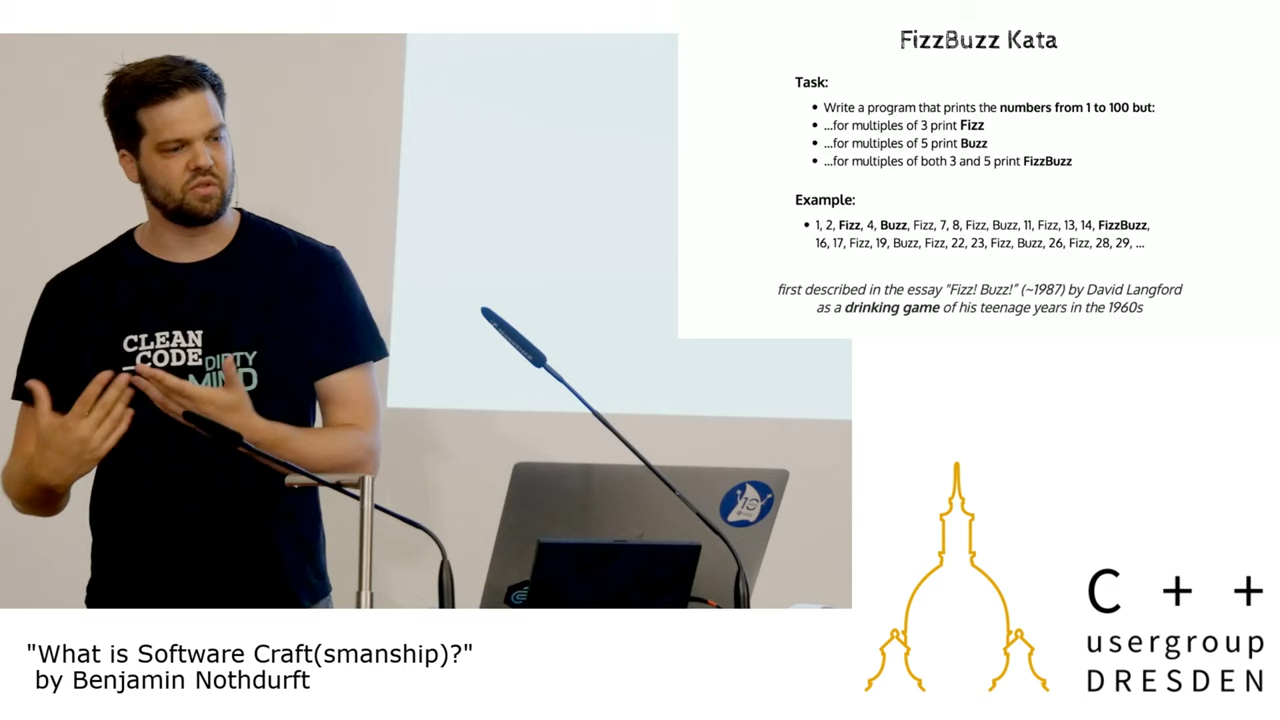 FizzBuzz Kata
Task:
• Write a program that prints the numbers from 1 to 100 but:
• ...for multiples of 3 print Fizz
• ...for multiples of 5 print Buzz
• ...for multiples of both 3 and 5 print FizzBuzz
Example:
• 1, 2, Fizz, 4, Buzz, Fizz, 7, 8, Fizz, Buzz, 11, Fizz, 13, 14, FizzBuzz,
16, 17, Fizz, 19, Buzz, Fizz, 22, 23, Fizz, Buzz, 26, Fizz, 28, 29, ...
first described in the essay "Fizz! Buzz!" (~1987) by David Langford
as a drinking game of his teenage years in the 1960s
CLEAN
_CODE DIRTY
MIND
10
"What is Software Craft(smanship)?"
by Benjamin Nothdurft
C++
usergroup
DRESDEN